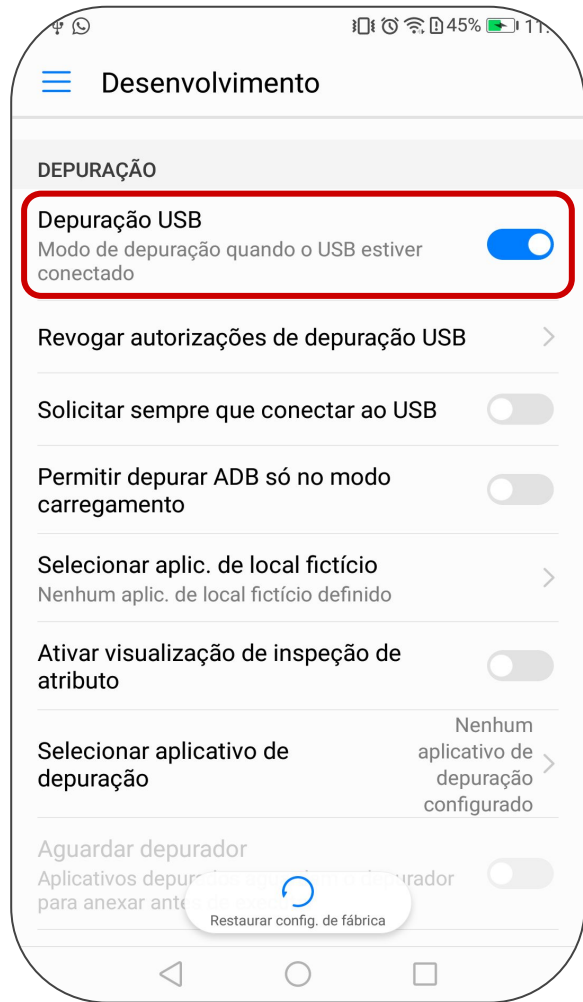 45% 11:
Desenvolvimento
DEPURAÇÃO
Depuração USB
Modo de depuração quando o USB estiver
conectado
Revogar autorizações de depuração USB
Solicitar sempre que conectar ao USB
Permitir depurar ADB só no modo
carregamento
Selecionar aplic. de local fictício
Nenhum aplic. de local fictício definido
Ativar visualização de inspeção de
atributo
Selecionar aplicativo de
depuração
Nenhum
aplicativo de
depuração
configurado
Aguardar depurador
Aplicativos
para anexar
Restaurar config. de fábrica